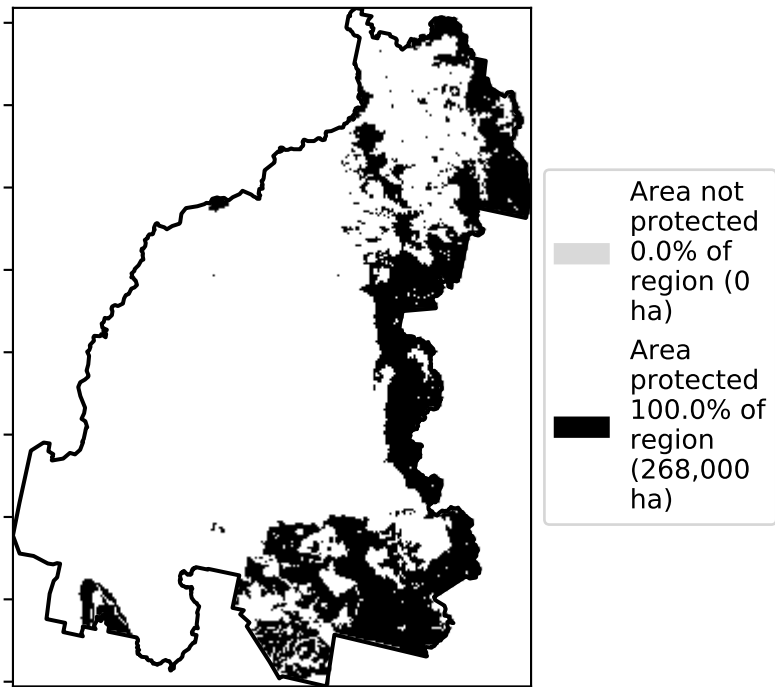 Area not
protected
0.0% of
region (0
ha)
Area
protected
100.0% of
region
(268,000
ha)